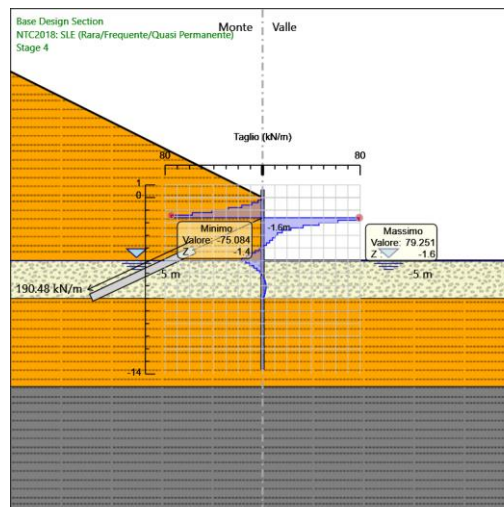 Base Design Section
NTC2018: SLE (Rara/Frequente/Quasi Permanente)
Stage 4
Monte
Valle
Taglio (kN/m)
80
80
1
0
Minimo
Valore: -75.084
Z :
-1.4
-1.6m
Massimo
Valore: 79.251
Z :
-1.6
-5 m
-5 m
190.48 kN/m
-14